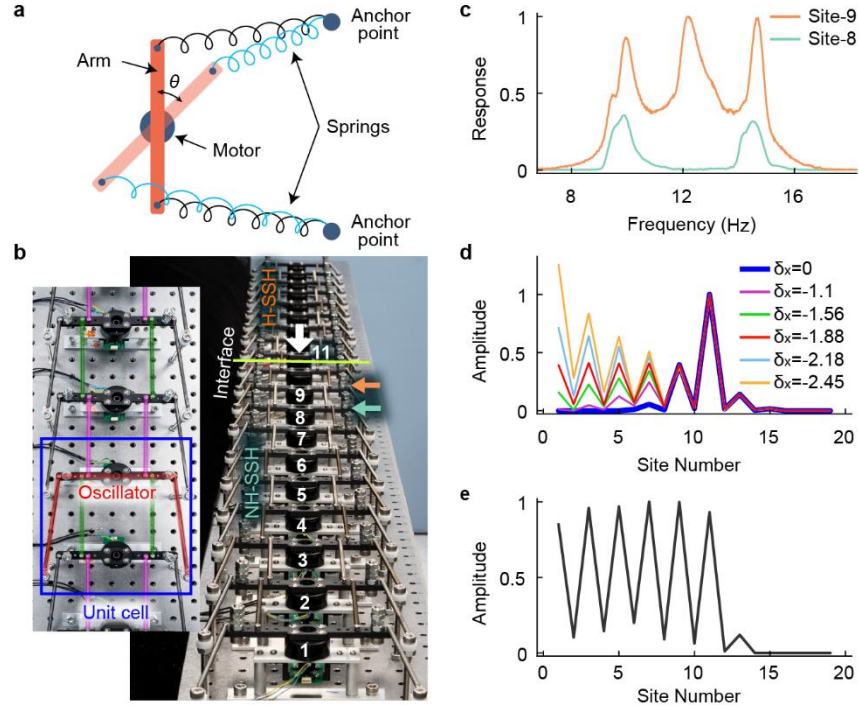 a
Anchor
point
Arm
θ
Motor
Springs
Anchor
point
b
H-SSH
Interface
11
9
8
7
6
5
4
3
2
1
NH-SSH
Oscillator
Unit cell
c
Site-9
Site-8
Response
1
0.5
0
8
12
16
Frequency (Hz)
d
δx=0
δx=-1.1
δx=-1.56
δx=-1.88
δx=-2.18
δx=-2.45
Amplitude
1
0.5
0
0
5
10
15
20
Site Number
e
Amplitude
1
0.5
0
0
5
10
15
20
Site Number